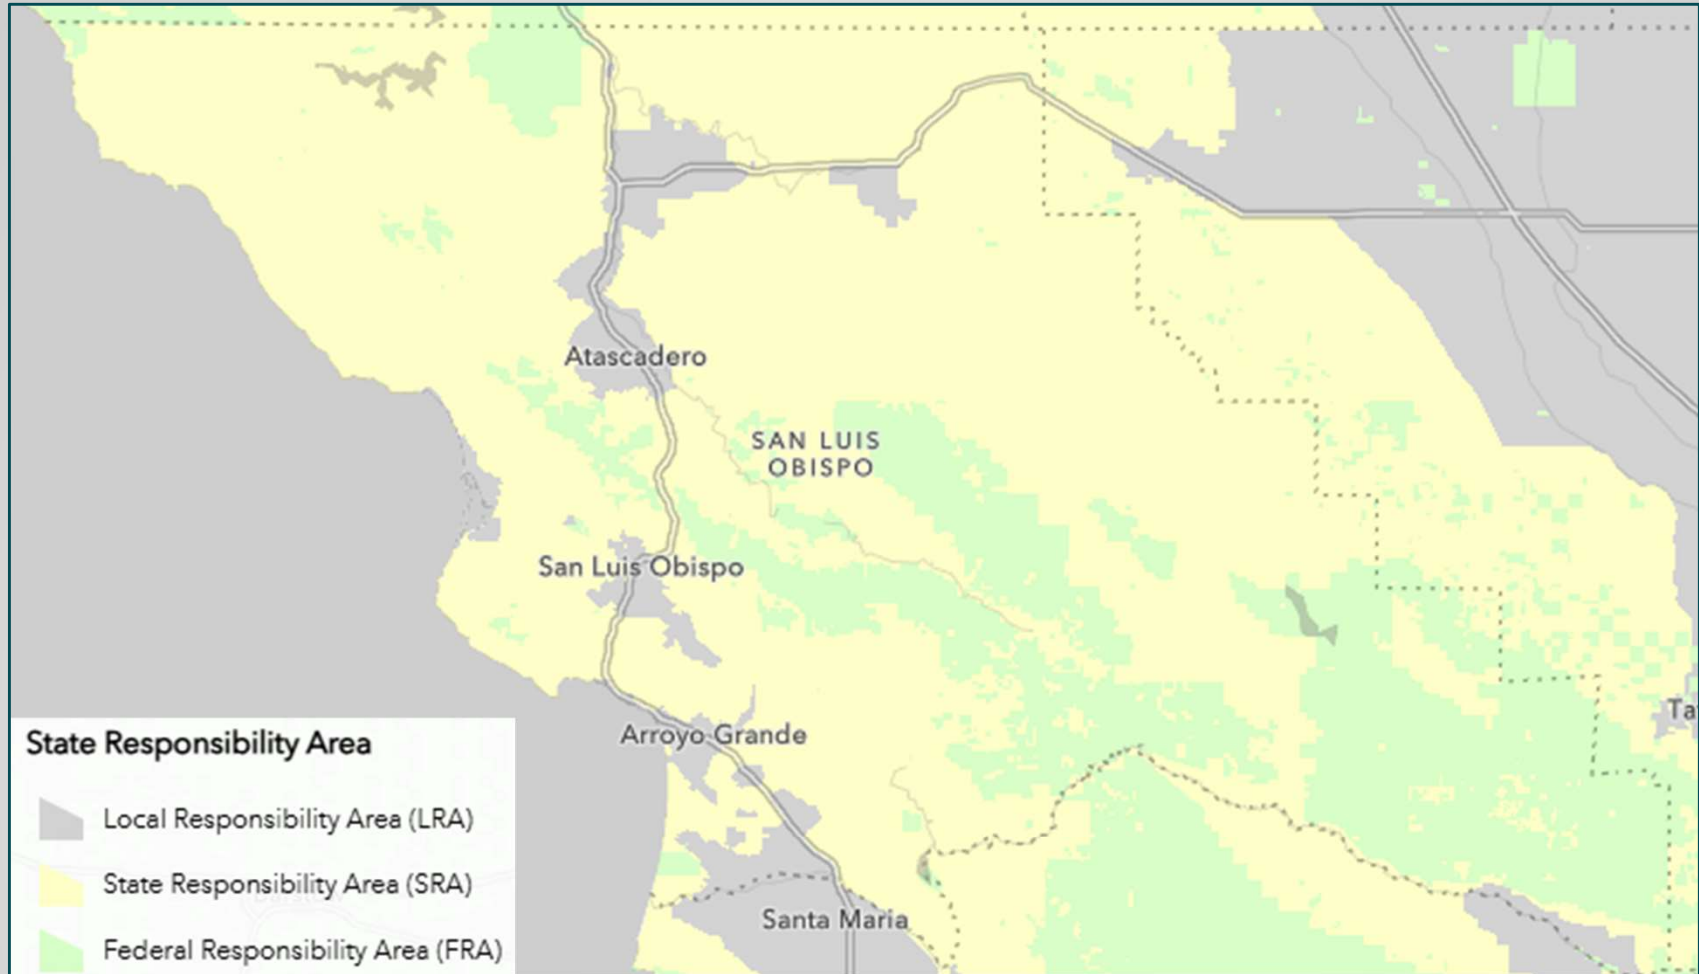 Atascadero
SAN LUIS
OBISPO
San Luis Obispo
Ta
Arroyo Grande
Santa Maria
State Responsibility Area
Local Responsibility Area (LRA)
State Responsibility Area (SRA)
Federal Responsibility Area (FRA)